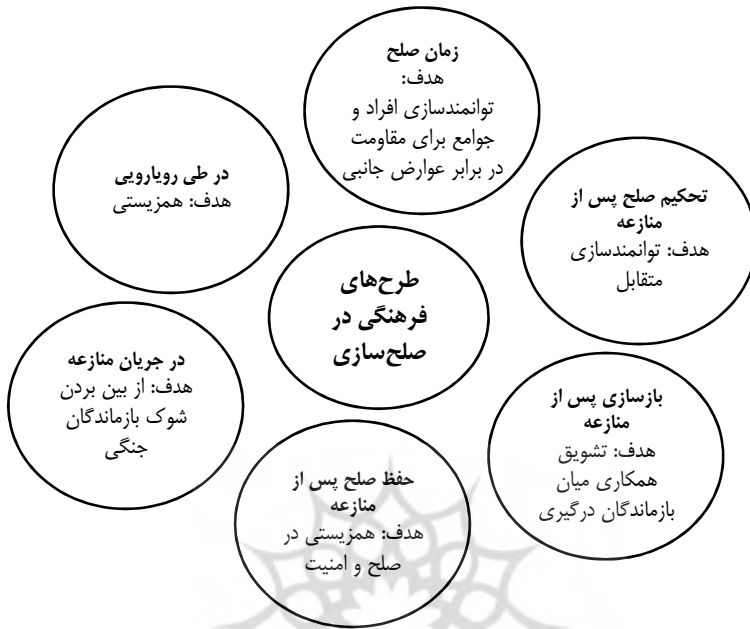 زمان صلح
هدف:
توانمندسازی افراد و
جوامع برای مقاومت
در برابر عوارض جانبی
در طی رویارویی
هدف: همزیستی
تحکیم صلح پس از
منازعه
هدف: توانمندسازی
متقابل
طرح‌های
فرهنگی در
صلح‌سازی
در جریان منازعه
هدف: از بین بردن
شوک بازماندگان
جنگی
بازسازی پس از
منازعه
هدف: تشویق
همکاری میان
بازماندگان درگیری
حفظ صلح پس از
منازعه
هدف: همزیستی در
صلح و امنیت